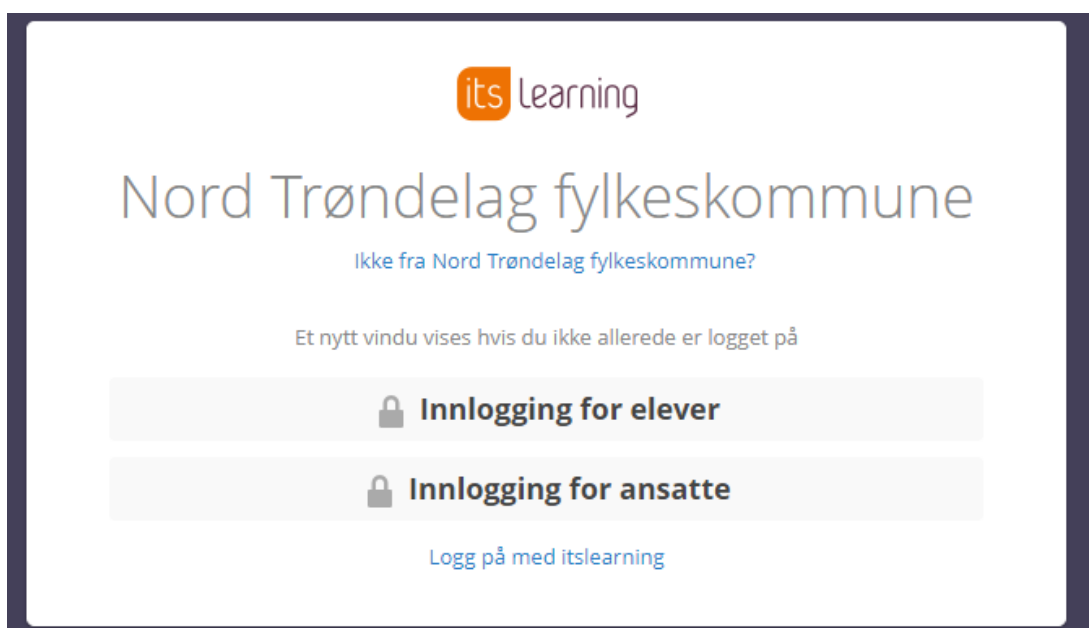 its learning
Nord Trøndelag fylkeskommune
Ikke fra Nord Trøndelag fylkeskommune?
Et nytt vindu vises hvis du ikke allerede er logget på
Innlogging for elever
Innlogging for ansatte
Logg på med itslearning